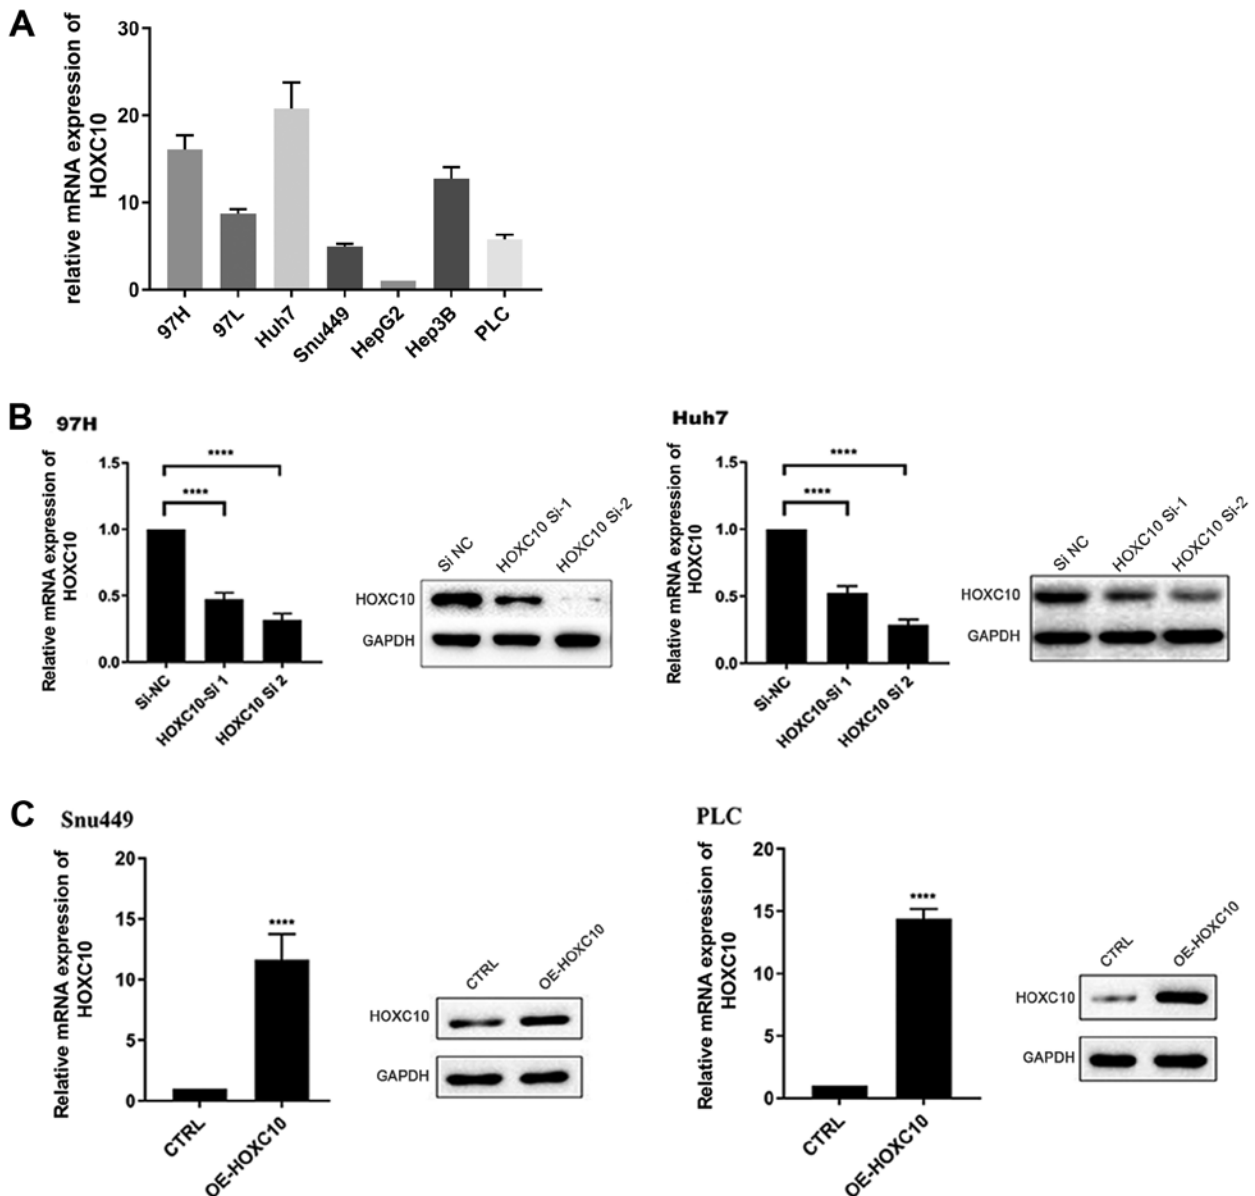 A
relative mRNA expression of
HOXC10
30
20
10
0
97H
97L
Huh7
Snu449
HepG2
Hep3B
PLC
B
97H
Relative mRNA expression of
HOXC10
1.5
1.0
0.5
0.0
****
****
Si-NC
HOXC10-Si 1
HOXC10 Si 2
Si NC
HOXC10 Si-1
HOXC10 Si-2
HOXC10
GAPDH
Huh7
Relative mRNA expression of
HOXC10
1.5
1.0
0.5
0.0
****
****
Si-NC
HOXC10-Si 1
HOXC10 Si 2
Si NC
HOXC10 Si-1
HOXC10 Si-2
HOXC10
GAPDH
C
Snu449
Relative mRNA expression of
HOXC10
20
15
10
5
0
****
CTRL
OE-HOXC10
CTRL
OE-HOXC10
HOXC10
GAPDH
PLC
Relative mRNA expression of
HOXC10
20
15
10
5
0
****
CTRL
OE-HOXC10
CTRL
OE-HOXC10
HOXC10
GAPDH